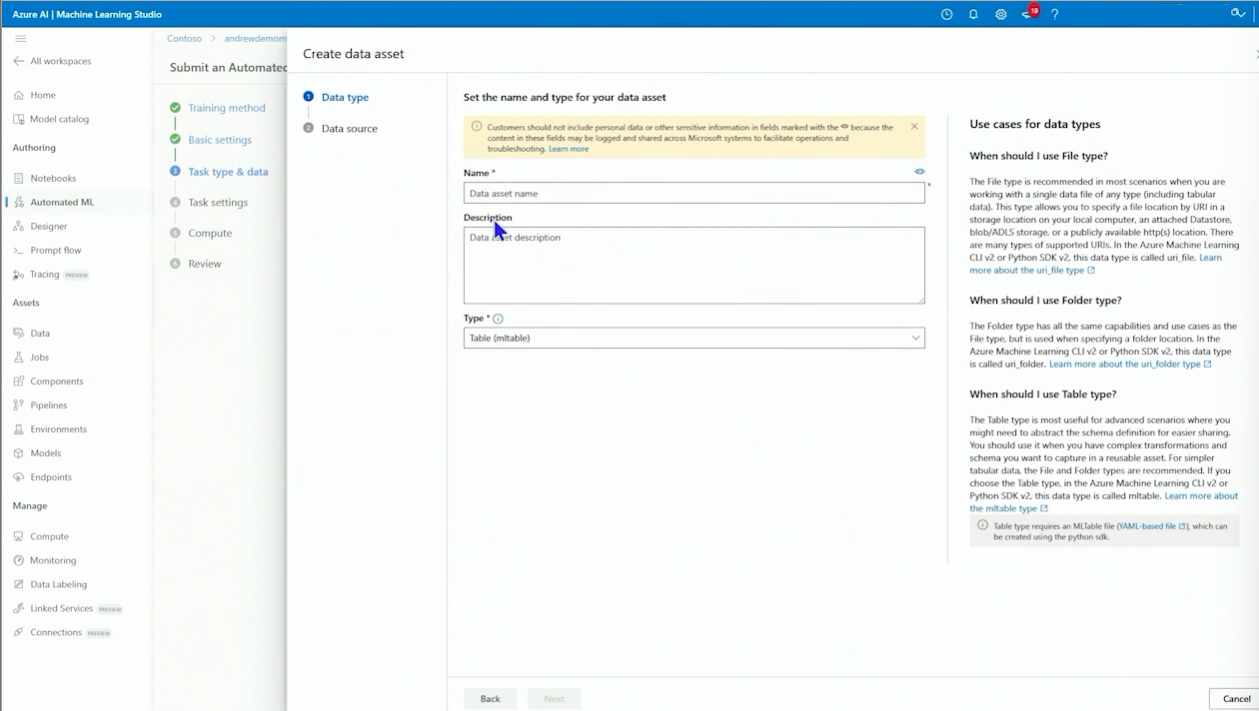 Azure AI | Machine Learning Studio
19
?
All workspaces
Home
Model catalog
Authoring
Notebooks
Automated ML
Designer
Prompt flow
Tracing PREVIEW
Assets
Data
Jobs
Components
Pipelines
Environments
Models
Endpoints
Manage
Compute
Monitoring
Data Labeling
Linked Services PREVIEW
Connections PREVIEW
Contoso > andrewdemom
Submit an Automated
Training method
Basic settings
3 Task type & data
4 Task settings
5 Compute
6 Review
Create data asset
1 Data type
2 Data source
Set the name and type for your data asset
Customers should not include personal data or other sensitive information in fields marked with the because the
content in these fields may be logged and shared across Microsoft systems to facilitate operations and
troubleshooting. Learn more
Name *
Data asset name
*
Description
Data asset description
Type *
Table (mltable)
Back
Next
Use cases for data types
When should I use File type?
The File type is recommended in most scenarios when you are
working with a single data file of any type (including tabular
data). This type allows you to specify a file location by URI in a
storage location on your local computer, an attached Datastore,
blob/ADLS storage, or a publicly available http(s) location. There
are many types of supported URIs. In the Azure Machine Learning
CLI v2 or Python SDK v2, this data type is called uri_file. Learn
more about the uri_file type
When should I use Folder type?
The Folder type has all the same capabilities and use cases as the
File type, but is used when specifying a folder location. In the
Azure Machine Learning CLI v2 or Python SDK v2, this data type
is called uri_folder. Learn more about the uri_folder type
When should I use Table type?
The Table type is most useful for advanced scenarios where you
might need to abstract the schema definition for easier sharing.
You should use it when you have complex transformations and
schema you want to capture in a reusable asset. For simpler
tabular data, the File and Folder types are recommended. If you
choose the Table type, in the Azure Machine Learning CLI v2 or
Python SDK v2, this data type is called mltable. Learn more about
the mltable type
Table type requires an MLTable file (YAML-based file), which can
be created using the python sdk.
Cancel